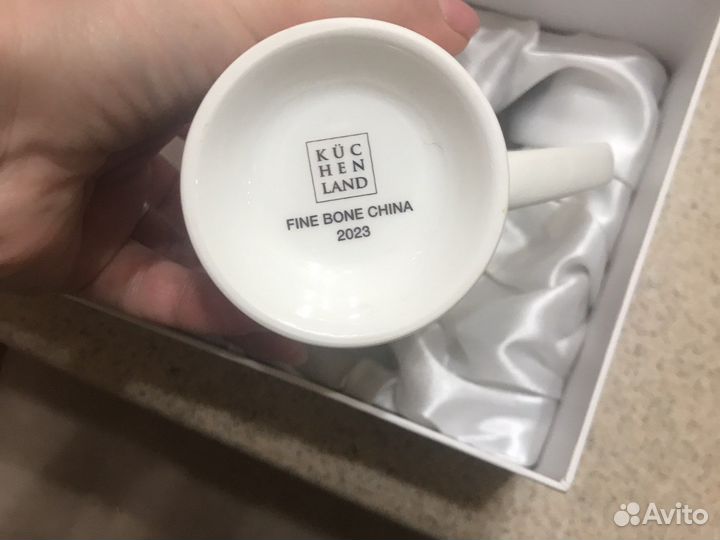 KÜC
HEN
LAND
FINE BONE CHINA
2023
Avito